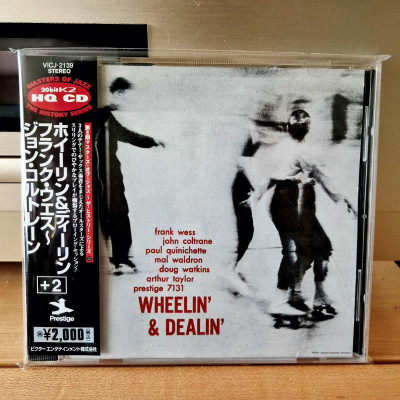 VICJ-2139
STEREO
MASTERS OF JAZZ
20bit K2
HQ CD
THE HISTORY SERIES
ホイーリン&ディーリン
フランク・ウエス〜
ジョン・コルトレーン
+2
Prestige
¥2,000
ビクターエンタテインメント株式会社
frank wess
john coltrane
paul quinichette
mal waldron
doug watkins
arthur taylor
prestige 7131
WHEELIN'
& DEALIN'